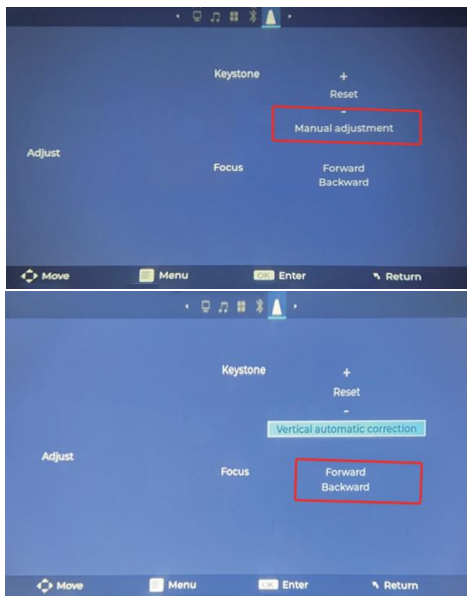 Keystone
+
Reset
-
Manual adjustment
Adjust
Focus
Forward
Backward
Move
Menu
OK Enter
Return
Keystone
+
Reset
-
Vertical automatic correction
Adjust
Focus
Forward
Backward
Move
Menu
OK Enter
Return